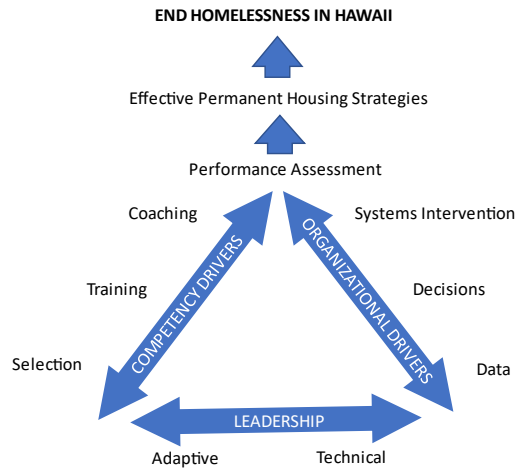 END HOMELESSNESS IN HAWAII
Effective Permanent Housing Strategies
Performance Assessment
Coaching
Systems Intervention
COMPETENCY DRIVERS
ORGANIZATIONAL DRIVERS
Training
Decisions
Selection
Data
LEADERSHIP
Adaptive
Technical